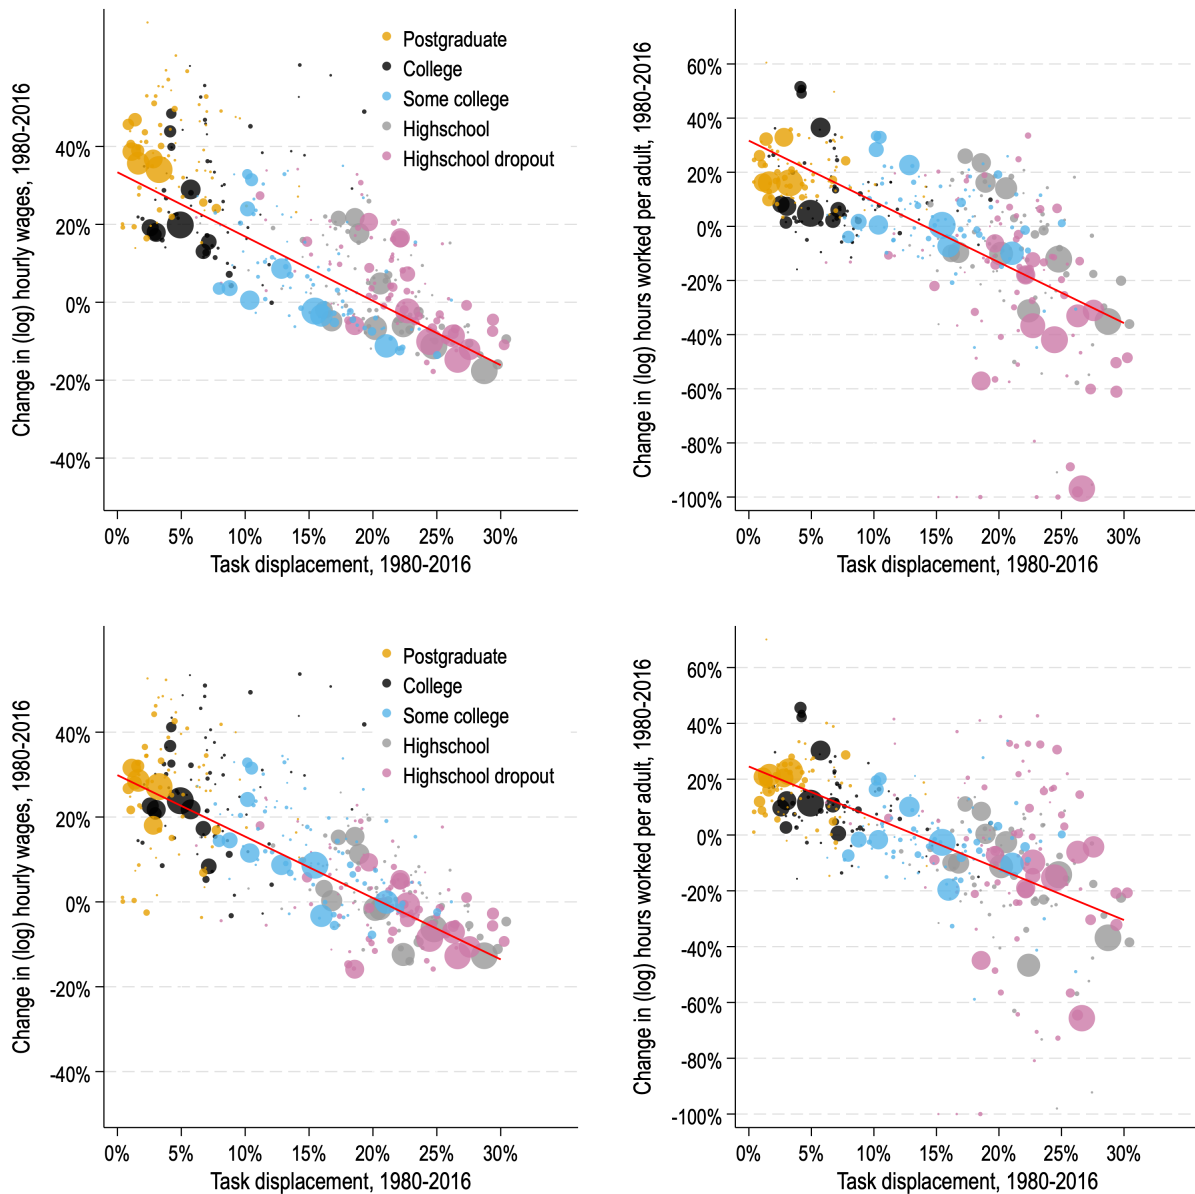 Change in (log) hourly wages, 1980-2016
40%
20%
0%
-20%
-40%
Postgraduate
College
Some college
Highschool
Highschool dropout
0% 5% 10% 15% 20% 25% 30%
Task displacement, 1980-2016
Change in (log) hours worked per adult, 1980-2016
60%
40%
20%
0%
-20%
-40%
-60%
-80%
-100%
0% 5% 10% 15% 20% 25% 30%
Task displacement, 1980-2016
Change in (log) hourly wages, 1980-2016
40%
20%
0%
-20%
-40%
Postgraduate
College
Some college
Highschool
Highschool dropout
0% 5% 10% 15% 20% 25% 30%
Task displacement, 1980-2016
Change in (log) hours worked per adult, 1980-2016
60%
40%
20%
0%
-20%
-40%
-60%
-80%
-100%
0% 5% 10% 15% 20% 25% 30%
Task displacement, 1980-2016